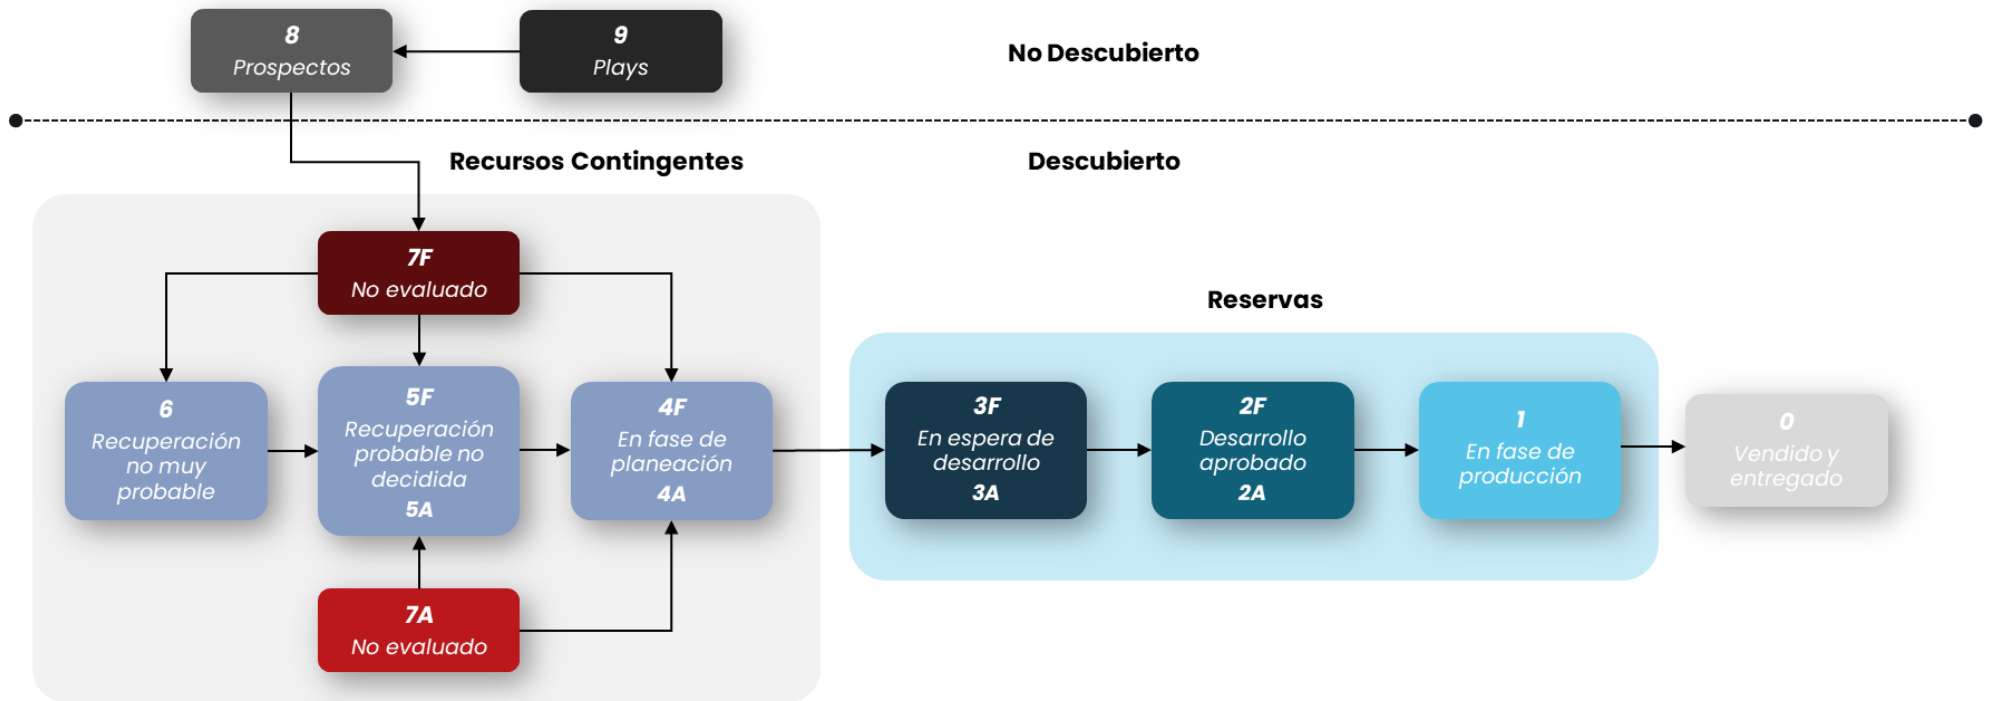 8
Prospectos
9
Plays
No Descubierto
Recursos Contingentes
Descubierto
7F
No evaluado
Reservas
6
Recuperación
no muy
probable
5F
Recuperación
probable no
decidida
5A
4F
En fase de
planeación
4A
3F
En espera de
desarrollo
3A
2F
Desarrollo
aprobado
2A
1
En fase de
producción
0
Vendido y
entregado
7A
No evaluado